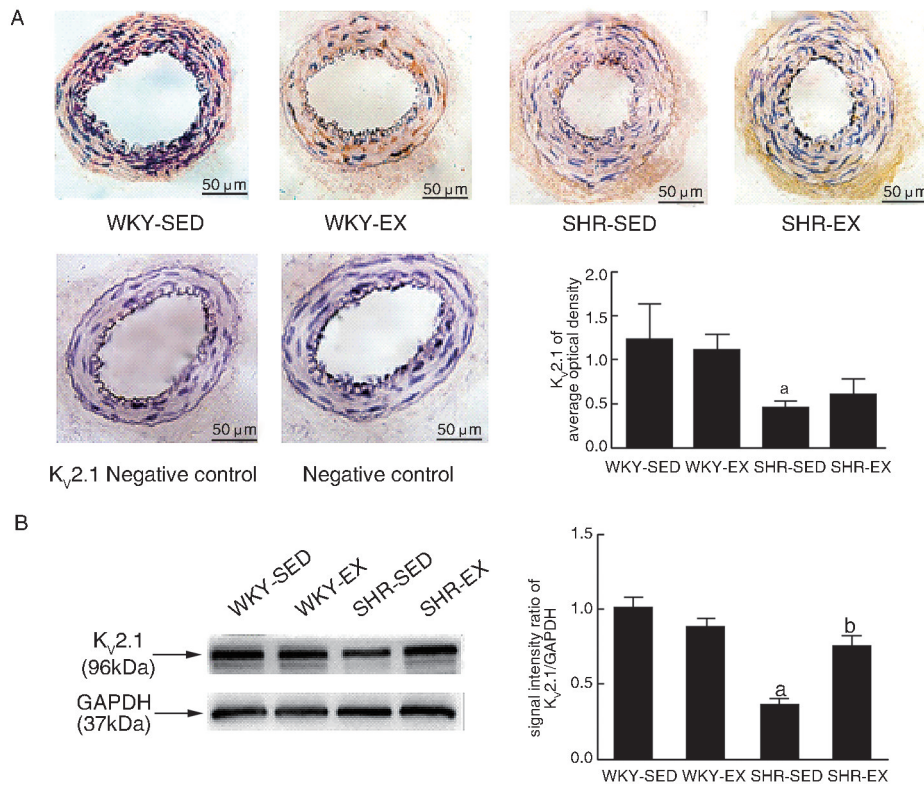 A
50 µm
50 µm
50 µm
50 µm
WKY-SED
WKY-EX
SHR-SED
SHR-EX
50 µm
50 µm
KV2.1 Negative control
Negative control
KV2.1 of
average optical density
2.0
1.5
1.0
0.5
0.0
a
WKY-SED WKY-EX SHR-SED SHR-EX
B
WKY-SED
WKY-EX
SHR-SED
SHR-EX
KV2.1
(96kDa)
GAPDH
(37kDa)
signal intensity ratio of
KV2.1/GAPDH
1.5
1.0
0.5
0.0
a
b
WKY-SED WKY-EX SHR-SED SHR-EX